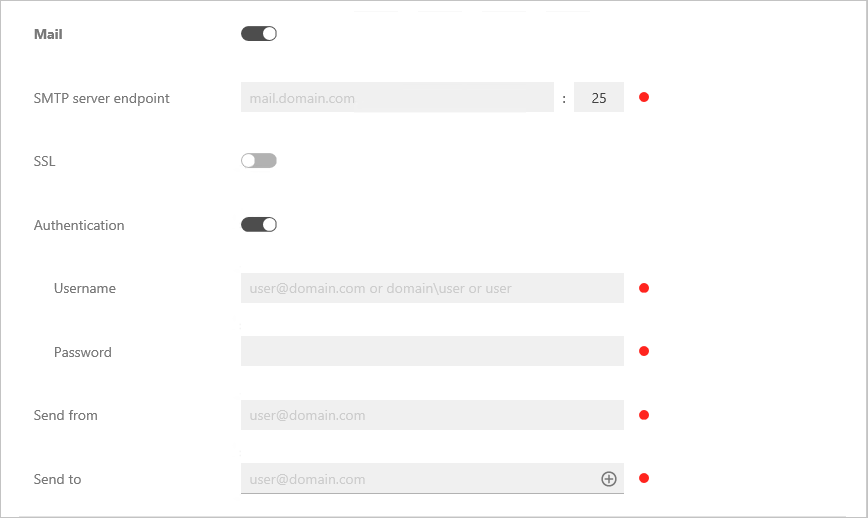 Mail
SMTP server endpoint mail.domain.com : 25
SSL
Authentication
Username user@domain.com or domain\user or user
Password
Send from user@domain.com
Send to user@domain.com